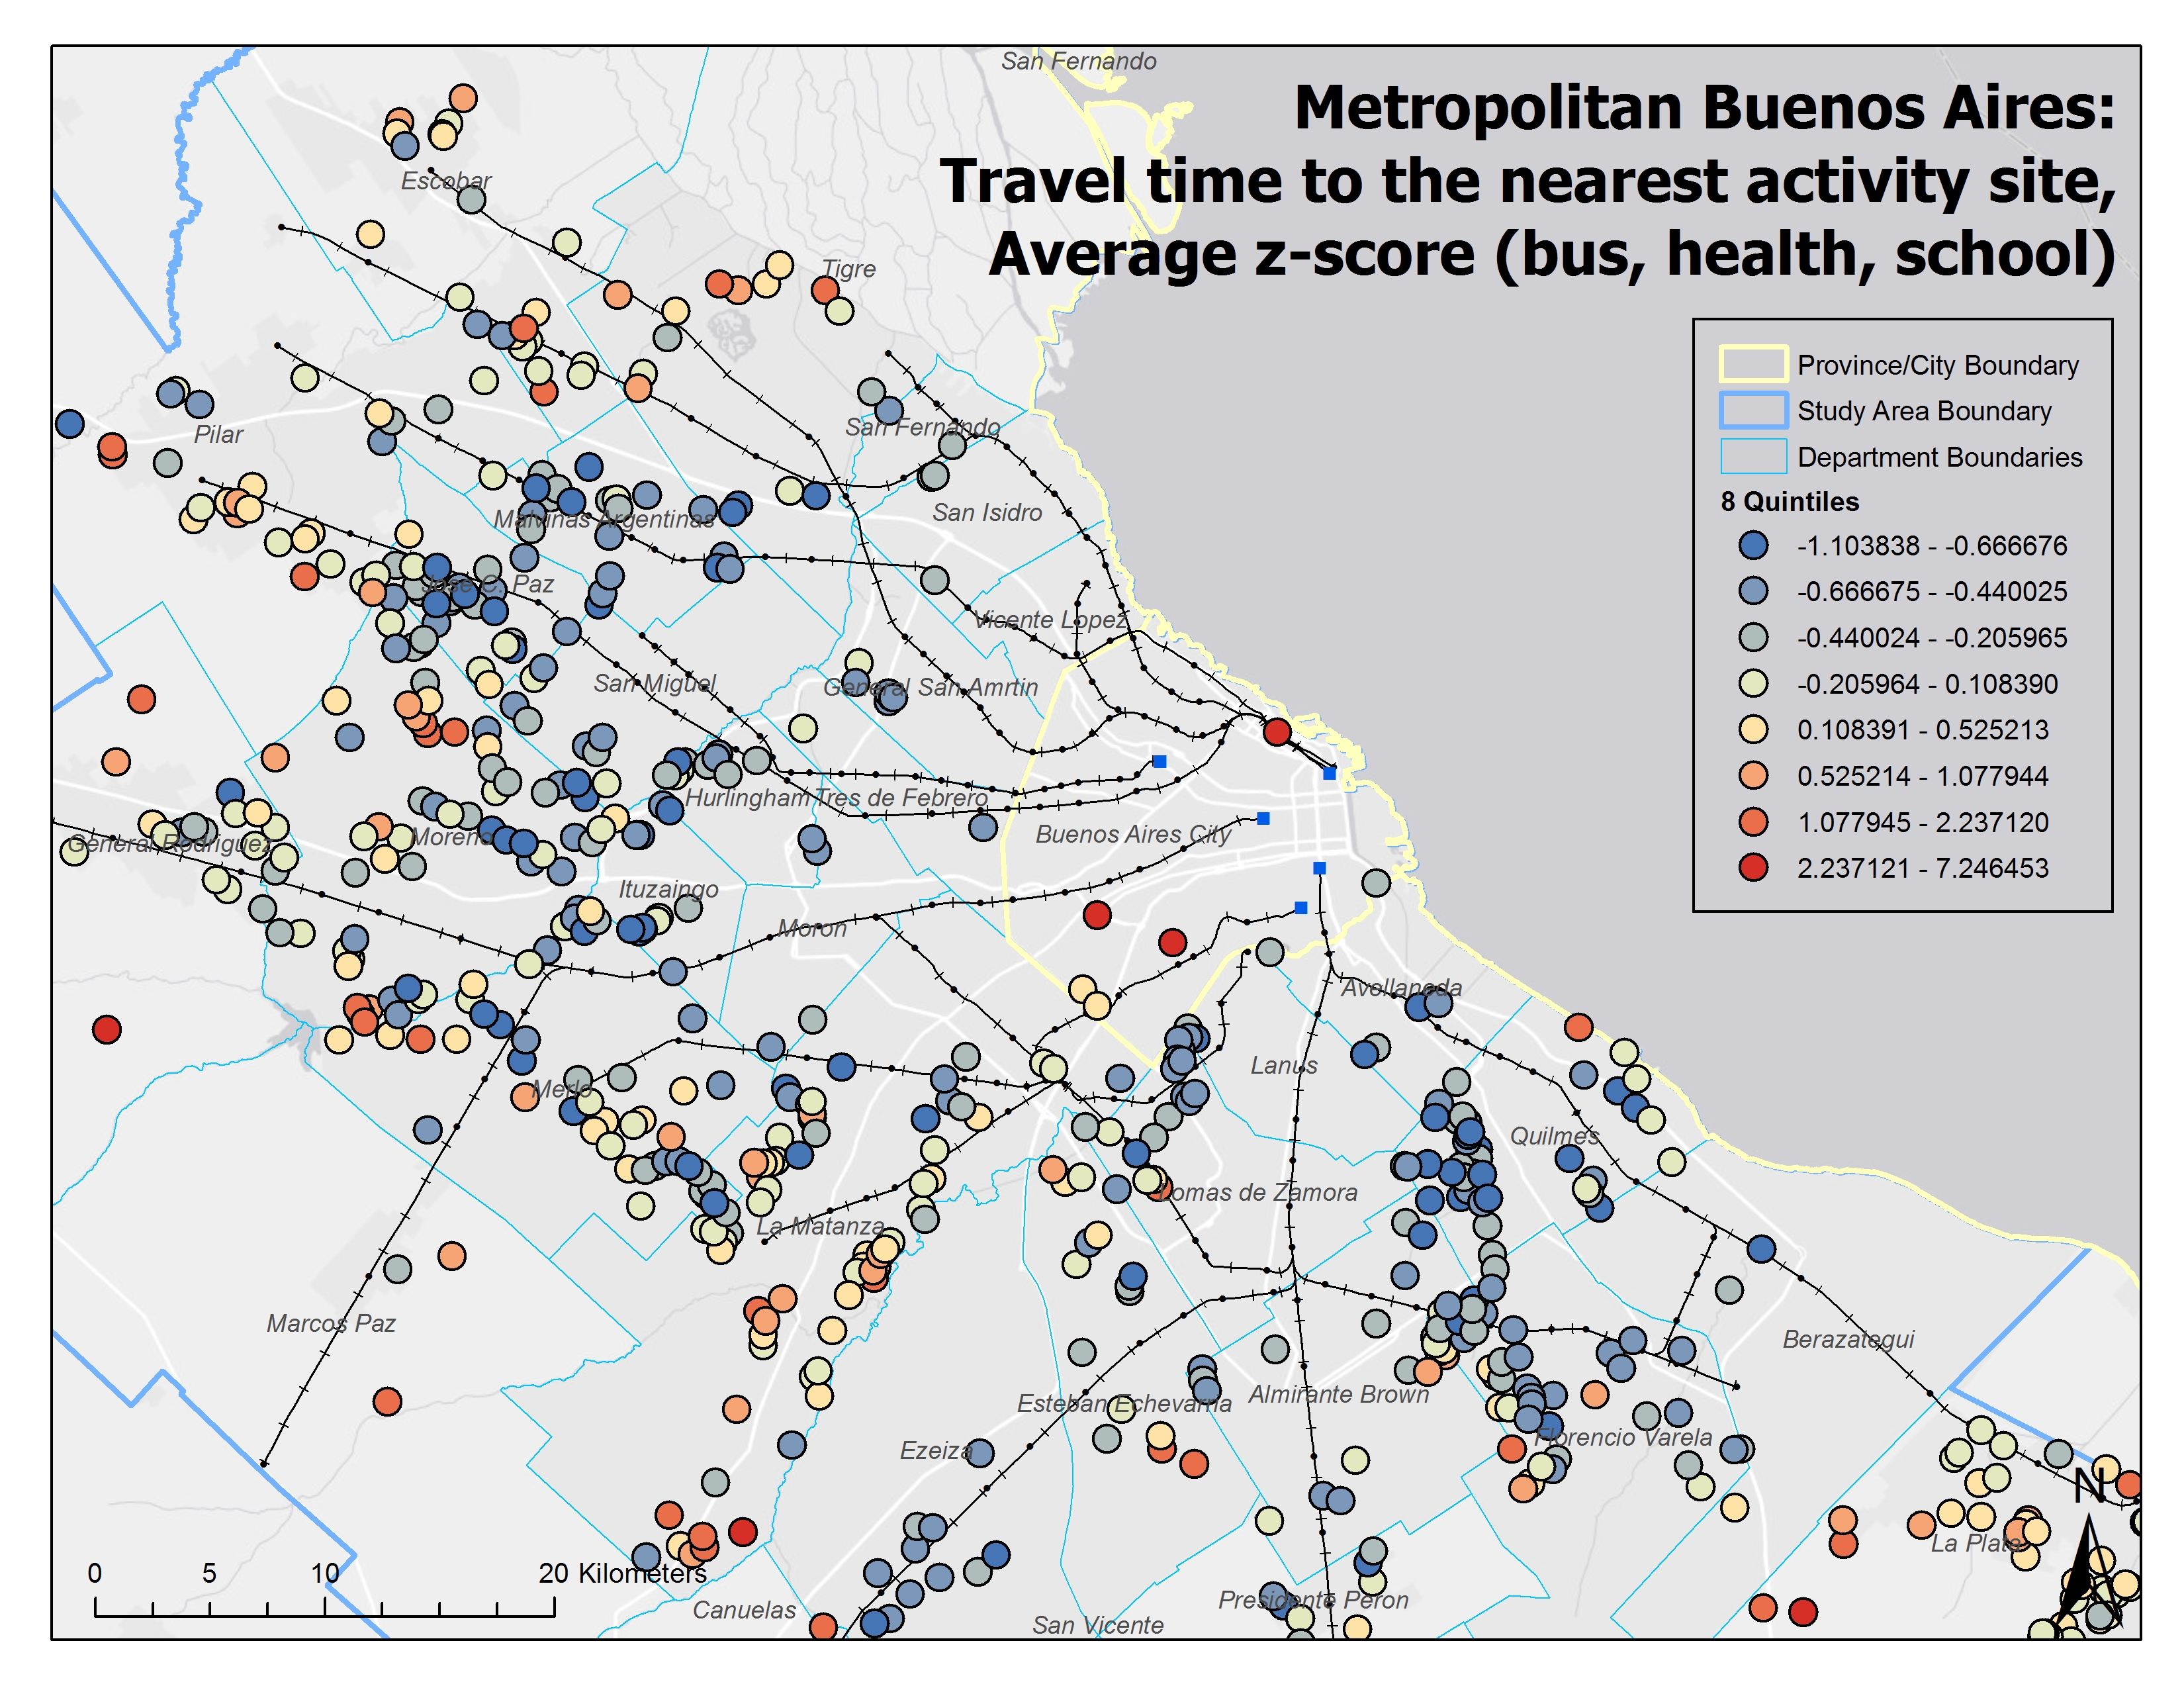 San Fernando
Metropolitan Buenos Aires:
Travel time to the nearest activity site,
Average z-score (bus, health, school)
Escobar
Tigre
Province/City Boundary
Study Area Boundary
Department Boundaries
8 Quintiles
-1.103838 - -0.666676
-0.666675 - -0.440025
-0.440024 - -0.205965
-0.205964 - 0.108390
0.108391 - 0.525213
0.525214 - 1.077944
1.077945 - 2.237120
2.237121 - 7.246453
Pilar
San Fernando
San Isidro
Malvinas Argentinas
Jose C. Paz
Vicente Lopez
San Miguel
General San Amrtin
Hurlingham
Tres de Febrero
Buenos Aires City
Moreno
General Rodriguez
Ituzaingo
Moron
Avellaneda
Lanus
Merlo
Quilmes
Lomas de Zamora
La Matanza
Marcos Paz
Berazategui
Esteban Echevarria
Almirante Brown
Ezeiza
Florencio Varela
N
La Plata
0 5 10 20 Kilometers
Canuelas
San Vicente
Presidente Peron